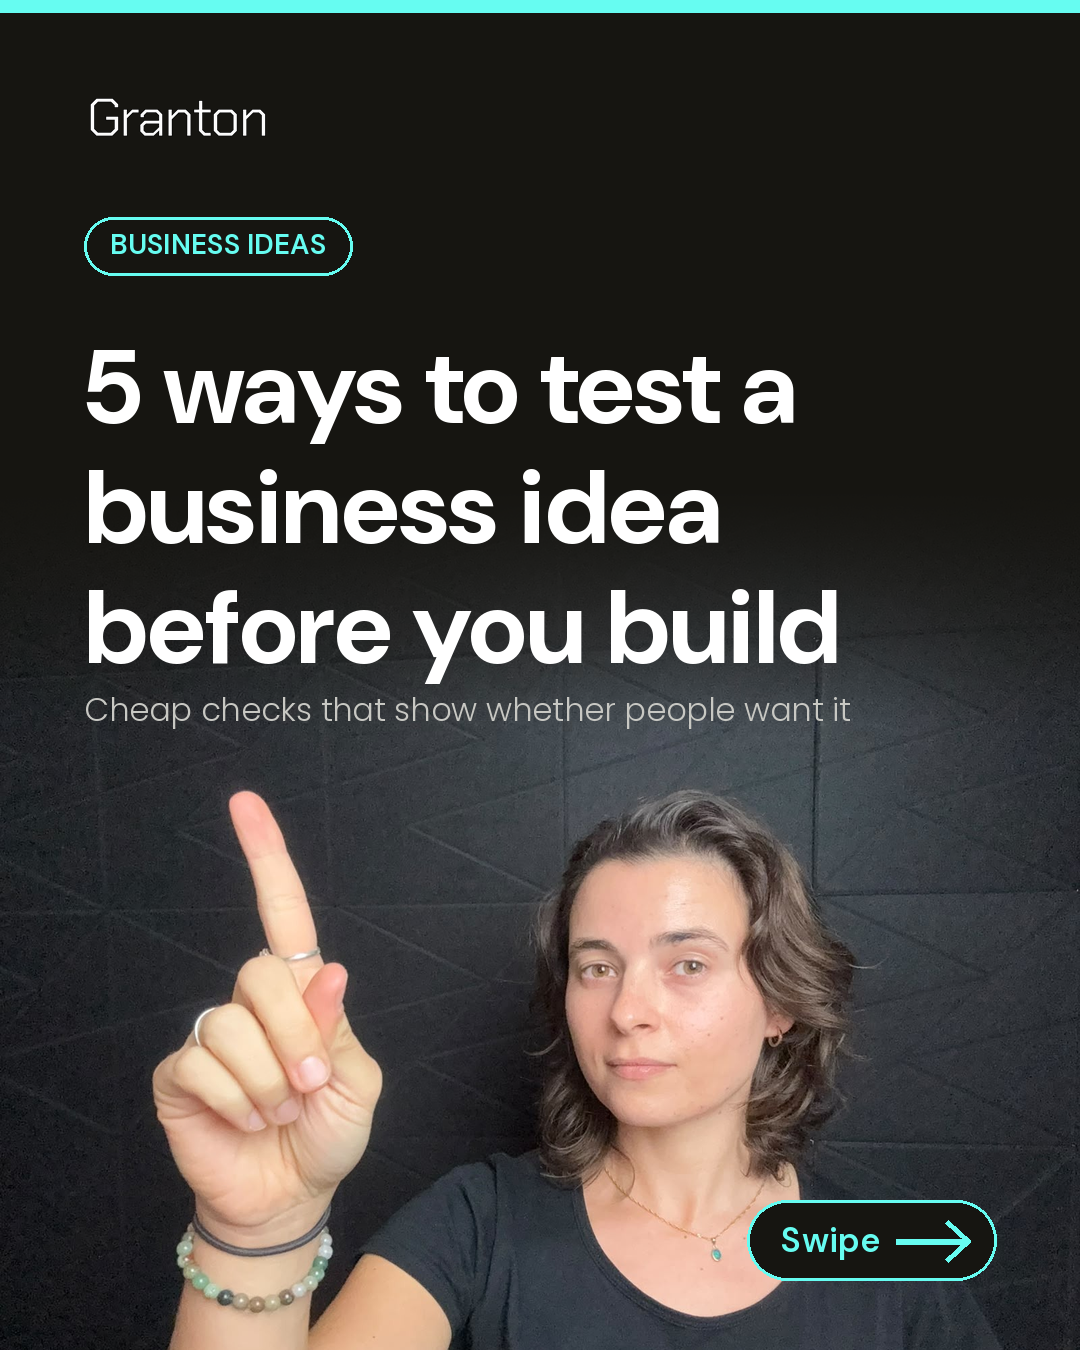 Granton
BUSINESS IDEAS
5 ways to test a
business idea
before you build
Cheap checks that show whether people want it
Swipe